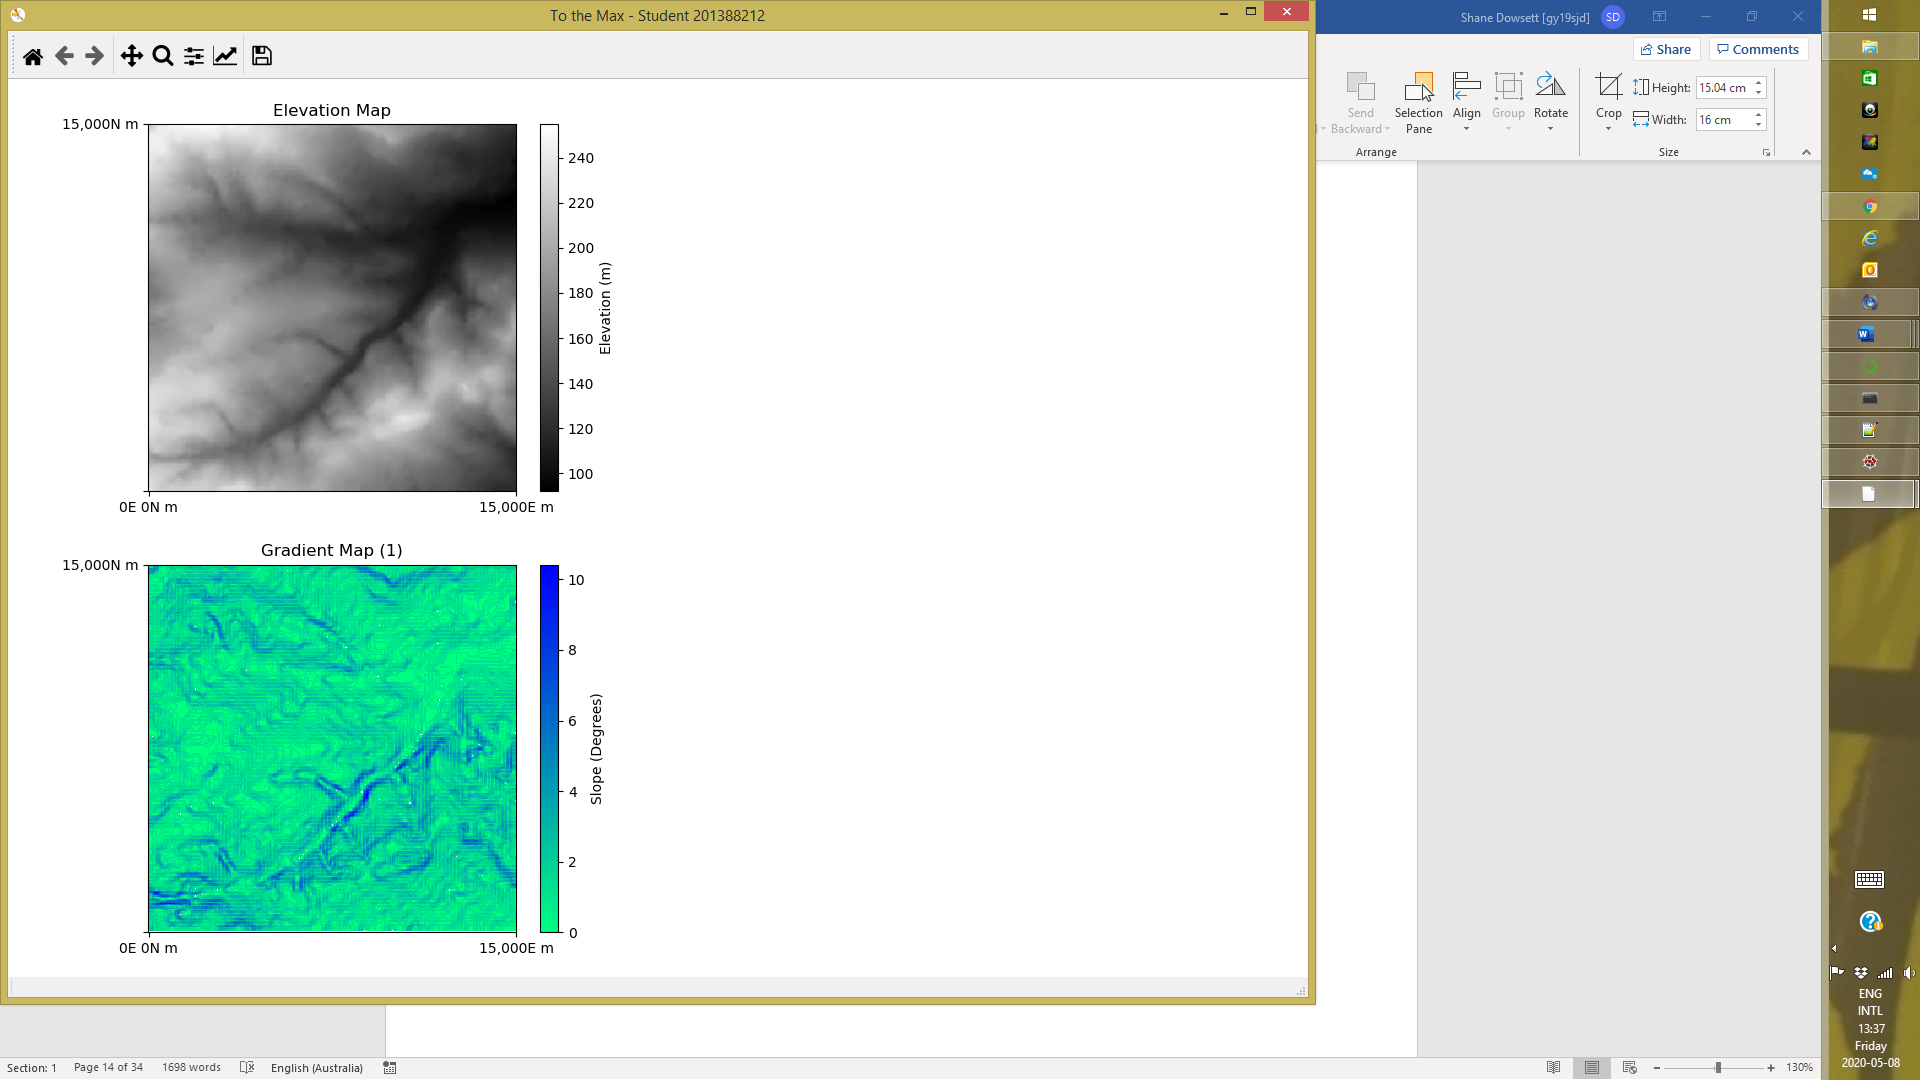 To the Max - Student 201388212
Shane Dowsett [gy19sjd]
SD
Share
Comments
Send Backward
Selection Pane
Align
Group
Rotate
Crop
Height: 15.04 cm
Width: 16 cm
Arrange
Size
Elevation Map
15,000N m
0E 0N m
15,000E m
240
220
200
180
160
140
120
100
Elevation (m)
Gradient Map (1)
15,000N m
0E 0N m
15,000E m
10
8
6
4
2
0
Slope (Degrees)
ENG
INTL
13:37
Friday
2020-05-08
Section: 1
Page 14 of 34
1698 words
English (Australia)
130%